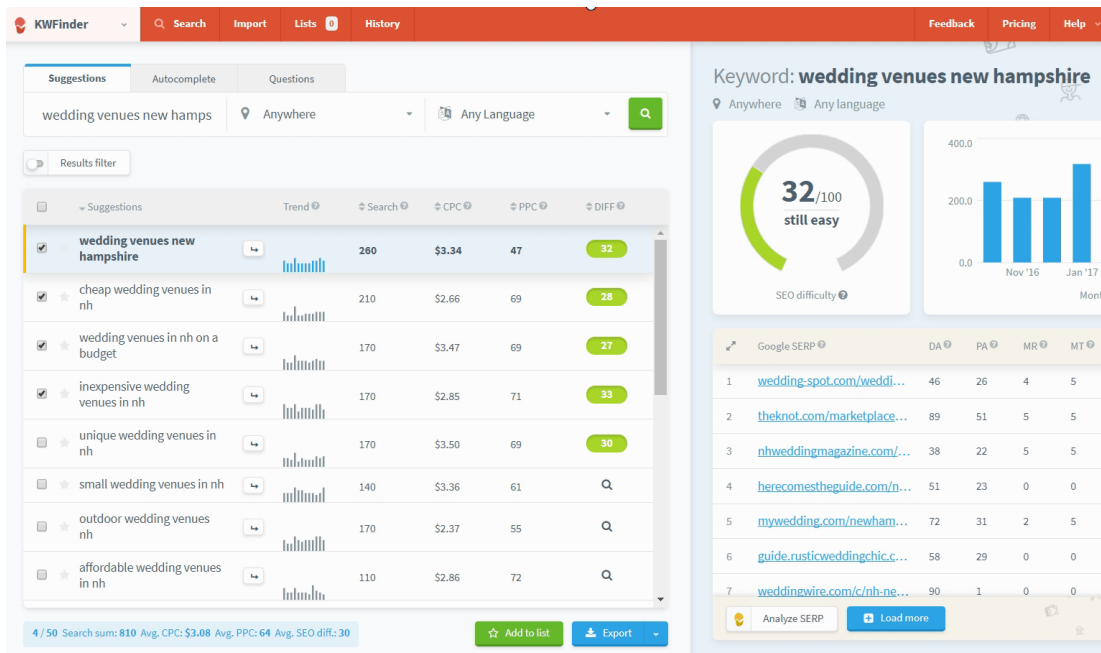 KWFinder Search Import Lists 0 History Feedback Pricing Help
Suggestions Autocomplete Questions
wedding venues new hamps Anywhere Any Language
Results filter
Suggestions Trend Search CPC PPC DIFF
wedding venues new
hampshire
260 $3.34 47 32
cheap wedding venues in
nh
210 $2.66 69 28
wedding venues in nh on a
budget
170 $3.47 69 27
inexpensive wedding
venues in nh
170 $2.85 71 33
unique wedding venues in
nh
170 $3.50 69 30
small wedding venues in nh 140 $3.36 61
outdoor wedding venues
nh
170 $2.37 55
affordable wedding venues
in nh
110 $2.86 72
4 / 50 Search sum: 810 Avg. CPC: $3.08 Avg. PPC: 64 Avg. SEO diff.: 30
Add to list Export
Keyword: wedding venues new hampshire
Anywhere Any language
32/100
still easy
SEO difficulty
400.0
200.0
0.0
Nov '16 Jan '17
Mont
Google SERP DA PA MR MT
1 wedding-spot.com/weddi... 46 26 4 5
2 theknot.com/marketplace... 89 51 5 5
3 nhweddingmagazine.com/... 38 22 5 5
4 herecomestheguide.com/n... 51 23 0 0
5 mywedding.com/newham... 72 31 2 5
6 guide.rusticweddingchic.c... 58 29 0 0
7 weddingwire.com/c/nh-ne... 90 1 0 0
Analyze SERP Load more